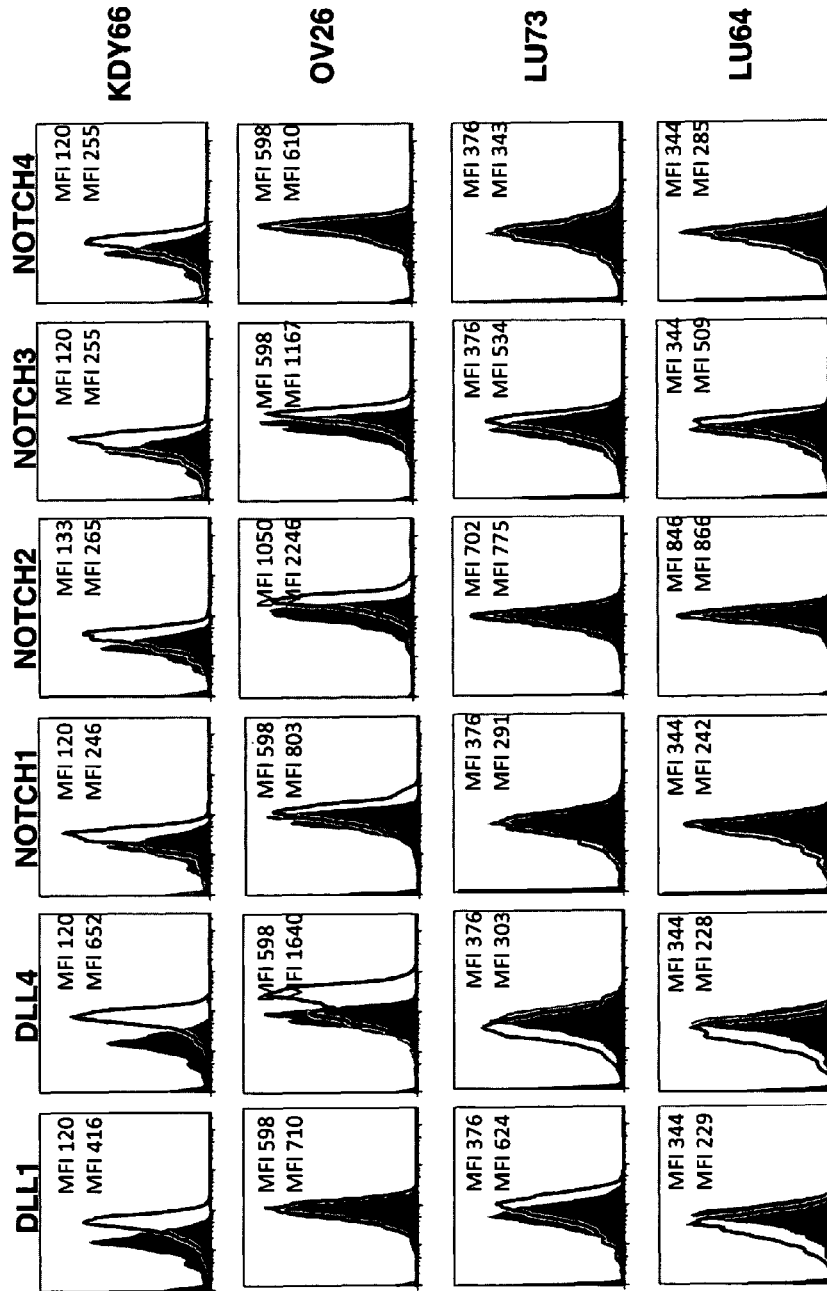 DLL1
DLL4
NOTCH1
NOTCH2
NOTCH3
NOTCH4
MFI 120
MFI 416
MFI 120
MFI 652
MFI 120
MFI 246
MFI 133
MFI 265
MFI 120
MFI 255
MFI 120
MFI 255
KDY66
MFI 598
MFI 710
MFI 598
MFI 1640
MFI 598
MFI 803
MFI 1050
MFI 2246
MFI 598
MFI 1167
MFI 598
MFI 610
OV26
MFI 376
MFI 624
MFI 376
MFI 303
MFI 376
MFI 291
MFI 702
MFI 775
MFI 376
MFI 534
MFI 376
MFI 343
LU73
MFI 344
MFI 229
MFI 344
MFI 228
MFI 344
MFI 242
MFI 846
MFI 866
MFI 344
MFI 509
MFI 344
MFI 285
LU64